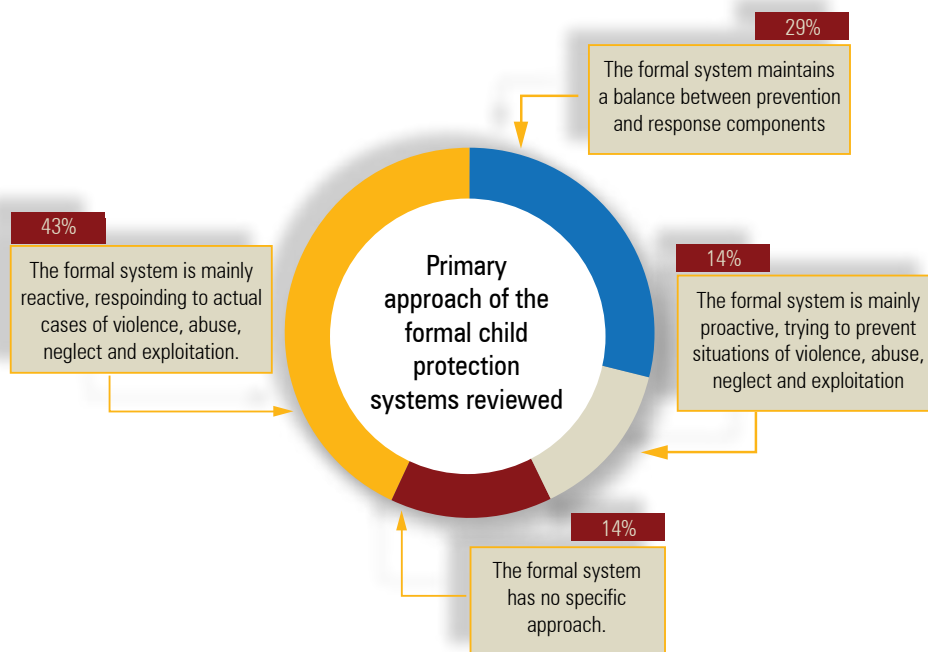 29%
The formal system maintains
a balance between prevention
and response components
43%
The formal system is mainly
reactive, respoinding to actual
cases of violence, abuse,
neglect and exploitation.
Primary
approach of the
formal child
protection
systems reviewed
14%
The formal system is mainly
proactive, trying to prevent
situations of violence, abuse,
neglect and exploitation
14%
The formal system
has no specific
approach.